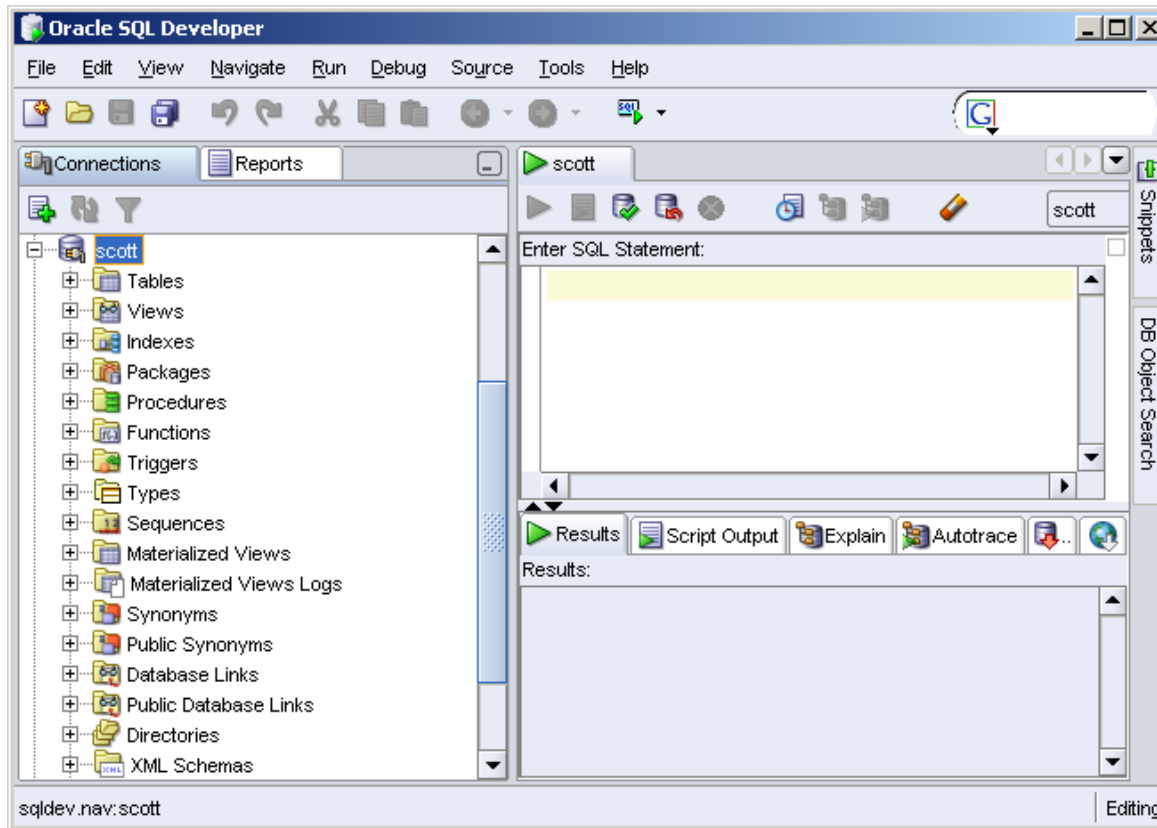 Oracle SQL Developer
File Edit View Navigate Run Debug Source Tools Help
SQL
G
Connections
Reports
scott
scott
Tables
Views
Indexes
Packages
Procedures
Functions
Triggers
Types
Sequences
Materialized Views
Materialized Views Logs
Synonyms
Public Synonyms
Database Links
Public Database Links
Directories
XML Schemas
scott
Enter SQL Statement:
Results
Script Output
Explain
Autotrace
..
Results:
Snippets
DB Object Search
sqldev.nav:scott
Editing